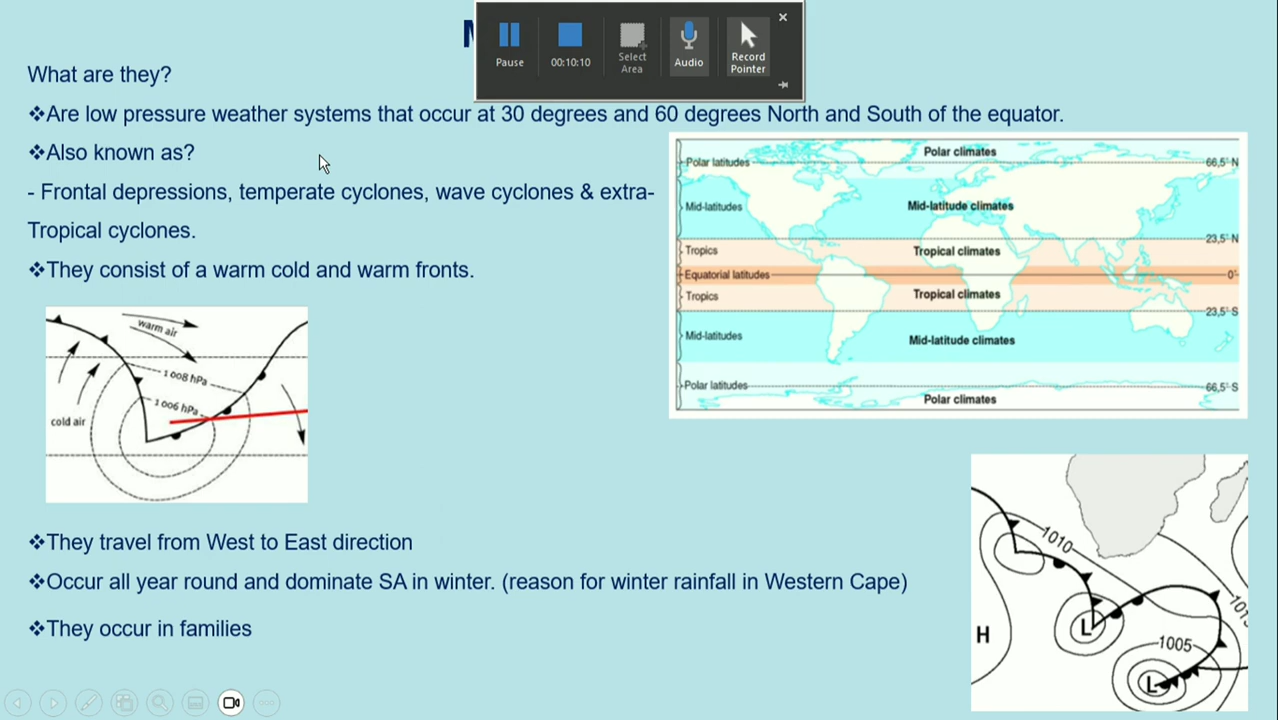 M
Pause
00:10:10
Select
Area
Audio
Record
Pointer
What are they?
❖Are low pressure weather systems that occur at 30 degrees and 60 degrees North and South of the equator.
❖Also known as?
- Frontal depressions, temperate cyclones, wave cyclones & extra-
Tropical cyclones.
❖They consist of a warm cold and warm fronts.
Polar climates
Polar latitudes
66,5° N
Mid-latitudes
Mid-latitude climates
23,5° N
Tropics
Tropical climates
Equatorial latitudes
0°
Tropics
Tropical climates
23,5° S
Mid-latitudes
Mid-latitude climates
Polar latitudes
66,5° S
Polar climates
warm air
1 008 hPa
1 006 hPa
cold air
❖They travel from West to East direction
❖Occur all year round and dominate SA in winter. (reason for winter rainfall in Western Cape)
❖They occur in families
1010
H
L
1005
L